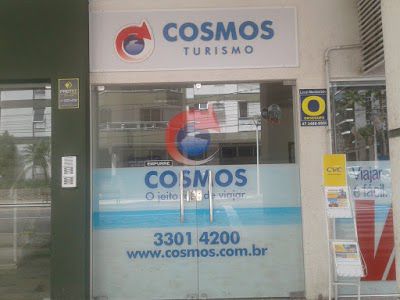 COSMOS
TURISMO
EMPURRE
COSMOS
O jeito de viajar
3301 4200
www.cosmos.com.br
CVC
Viajar
é fácil.